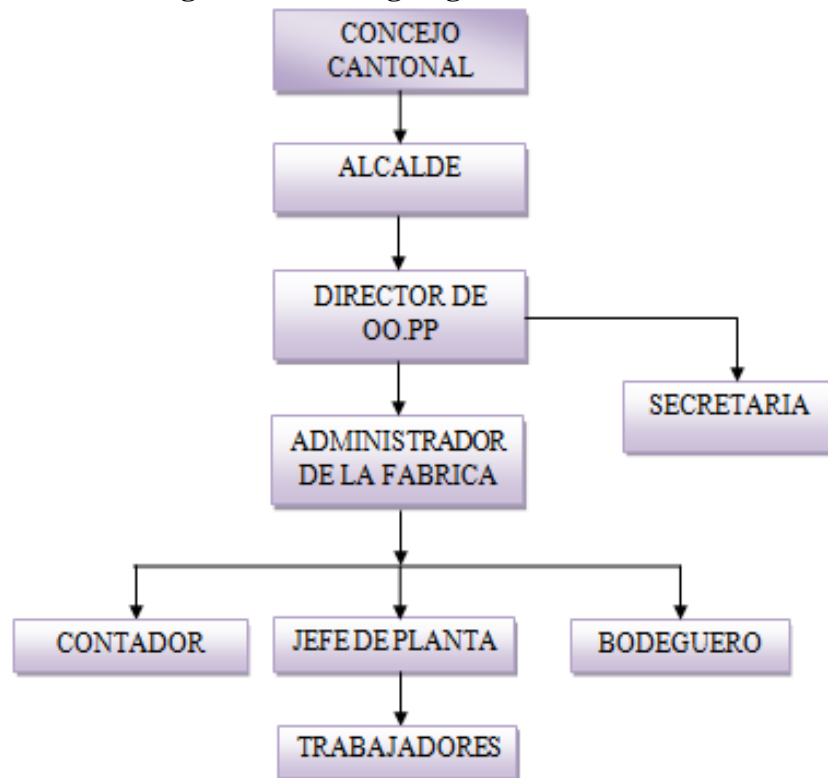 CONCEJO
CANTONAL
ALCALDE
DIRECTOR DE
OO.PP
SECRETARIA
ADMINISTRADOR
DE LA FABRICA
CONTADOR
JEFE DE PLANTA
BODEGUERO
TRABAJADORES